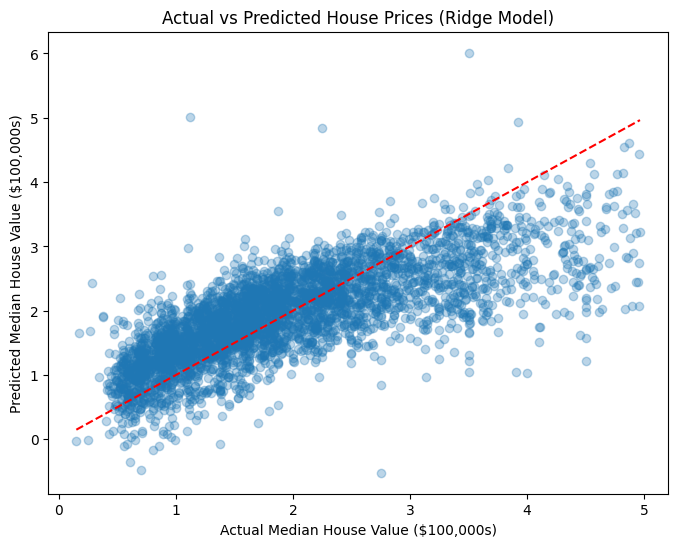 Actual vs Predicted House Prices (Ridge Model)
6
5
4
3
2
1
0
Predicted Median House Value ($100,000s)
0 1 2 3 4 5
Actual Median House Value ($100,000s)